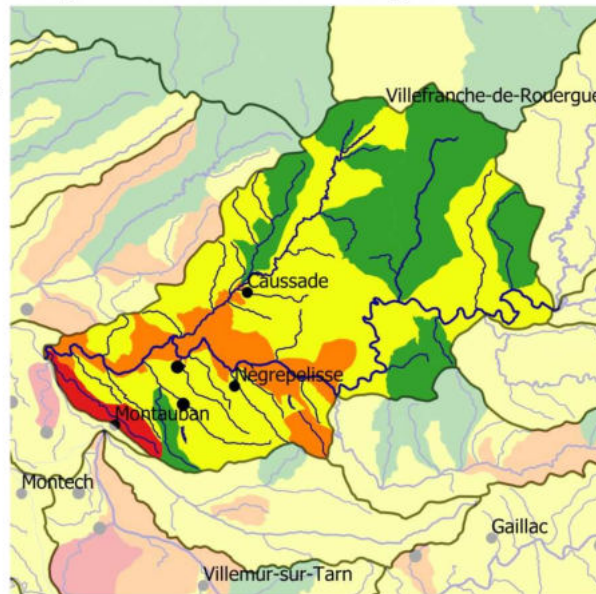 Villefranche-de-Rouergue
Caussade
Nègrepelisse
Montauban
Montech
Gaillac
Villemur-sur-Tarn